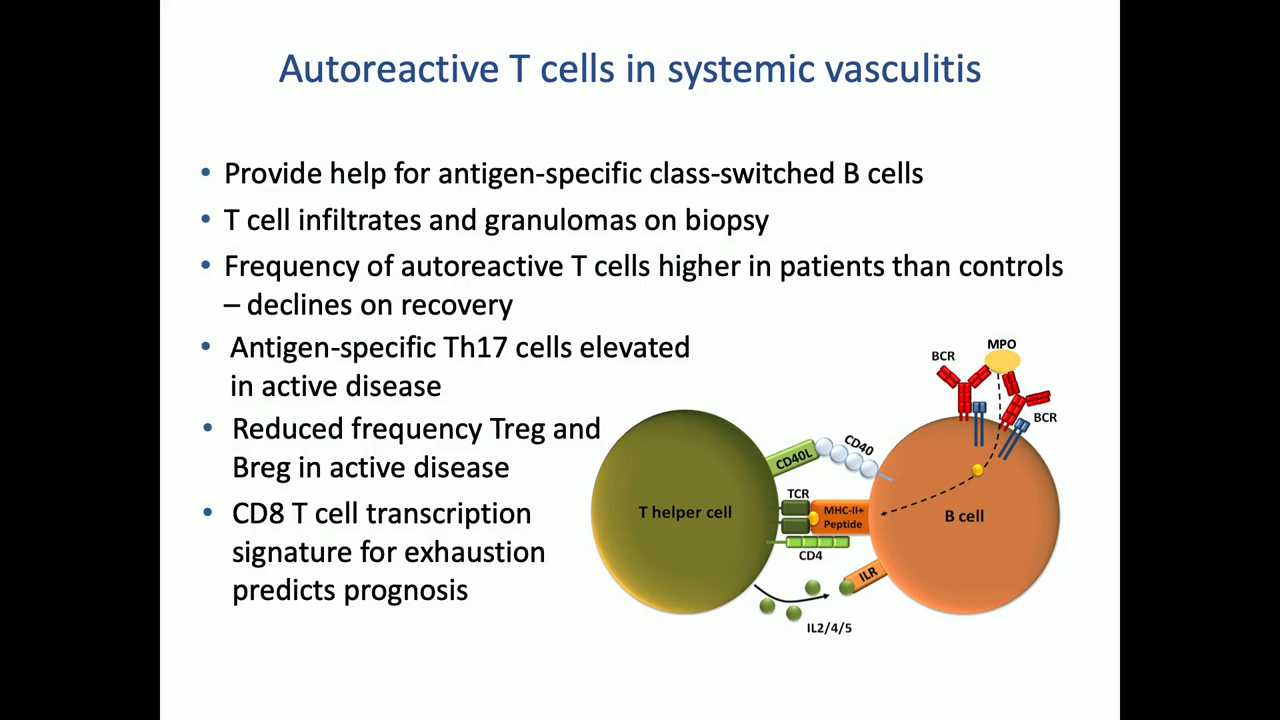 Autoreactive T cells in systemic vasculitis
• Provide help for antigen-specific class-switched B cells
• T cell infiltrates and granulomas on biopsy
• Frequency of autoreactive T cells higher in patients than controls
– declines on recovery
• Antigen-specific Th17 cells elevated
in active disease
• Reduced frequency Treg and
Breg in active disease
• CD8 T cell transcription
signature for exhaustion
predicts prognosis
MPO
BCR
BCR
CD40L
CD40
TCR
T helper cell
MHC-II+
Peptide
B cell
CD4
ILR
IL2/4/5